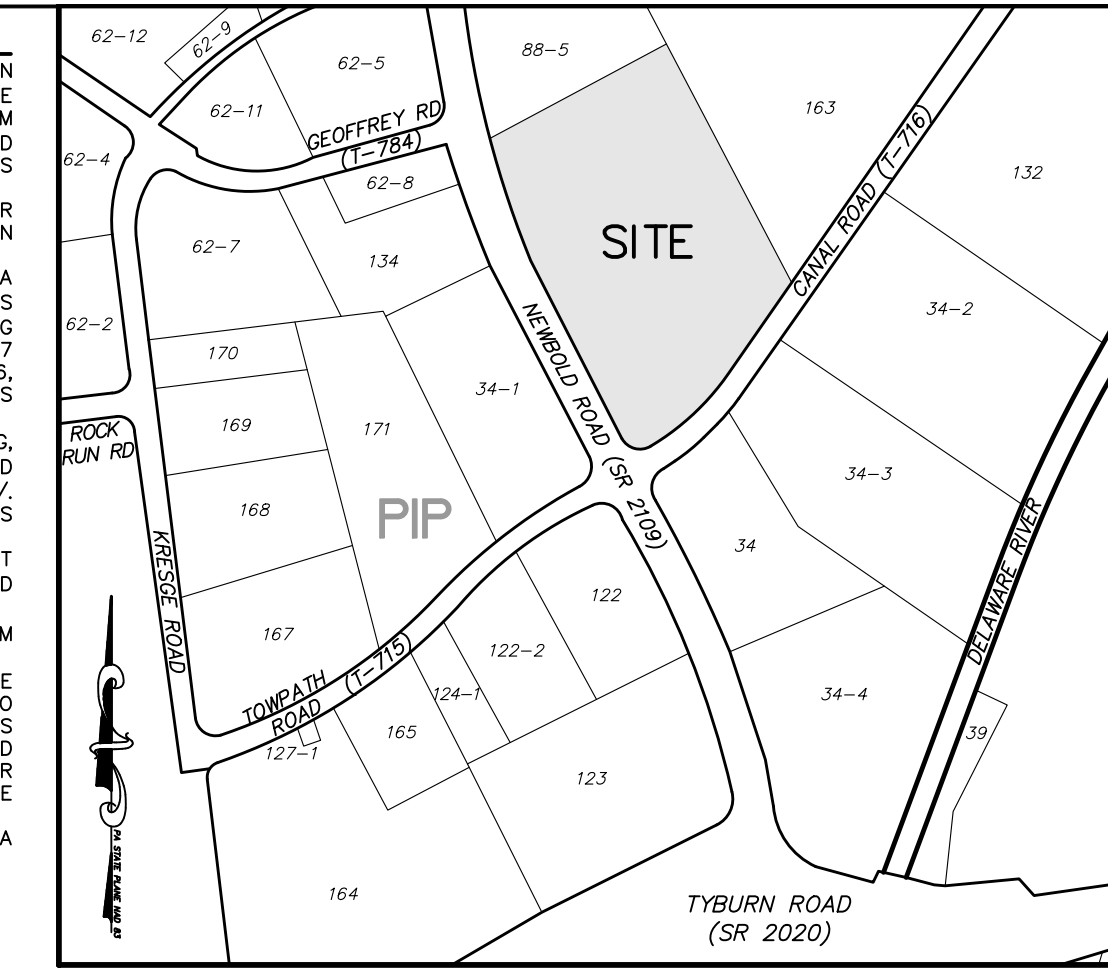 N
E
M
D
S
R
N
A
S
G
7
6,
S
G,
D
/.
S
T
D
M
E
O
S
D
R
E
A
62-12
62-9
62-5
88-5
62-11
163
GEOFFREY RD
(T-784)
62-4
62-8
CANAL ROAD (T-716)
132
62-7
134
SITE
62-2
34-2
170
NEWBOLD ROAD (SR 2109)
34-1
169
171
ROCK
RUN RD
34-3
168
PIP
34
KRESGE ROAD
DELAWARE RIVER
122
167
122-2
TOWPATH
ROAD
(T-715)
124-1
34-4
165
39
127-1
123
PA STATE PLANE NAD 83
164
TYBURN ROAD
(SR 2020)